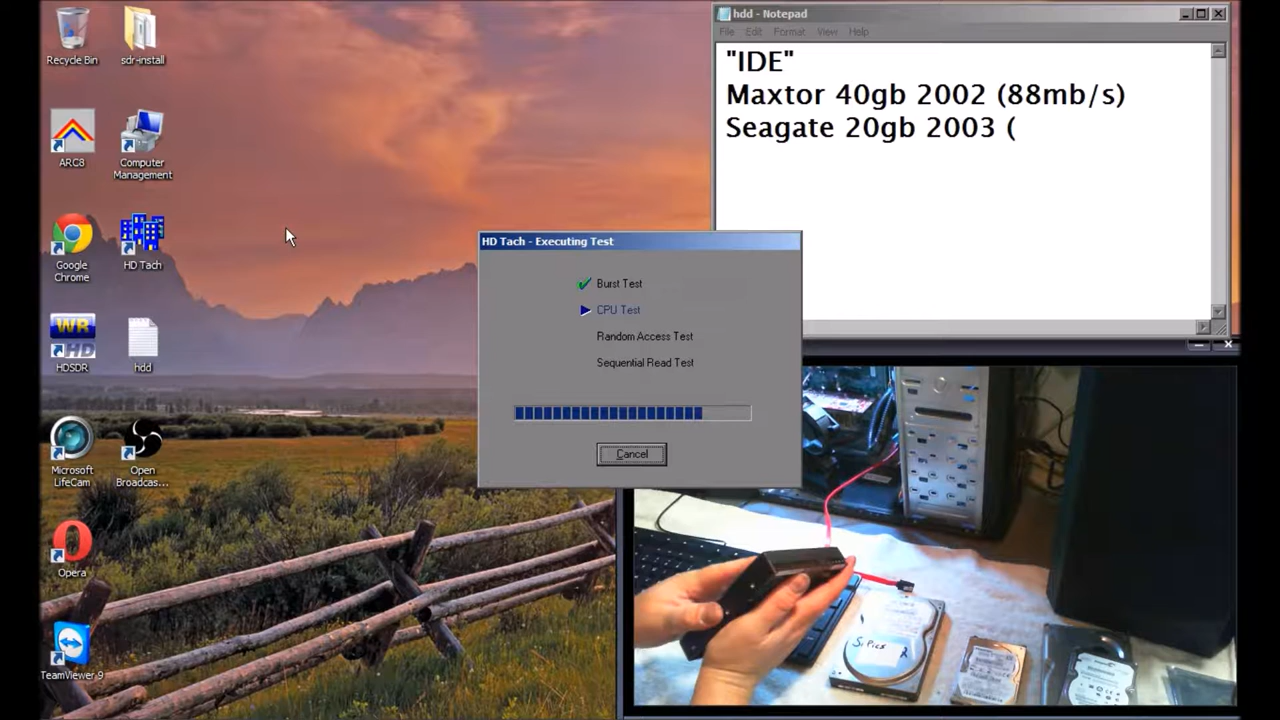 Recycle Bin
sdr-install
ARC8
Computer
Management
Google
Chrome
HD Tach
HDSDR
hdd
Microsoft
LifeCam
Open
Broadcas...
Opera
TeamViewer 9
WR
HD
hdd - Notepad
File Edit Format View Help
"IDE"
Maxtor 40gb 2002 (88mb/s)
Seagate 20gb 2003 (
HD Tach - Executing Test
Burst Test
CPU Test
Random Access Test
Sequential Read Test
Cancel